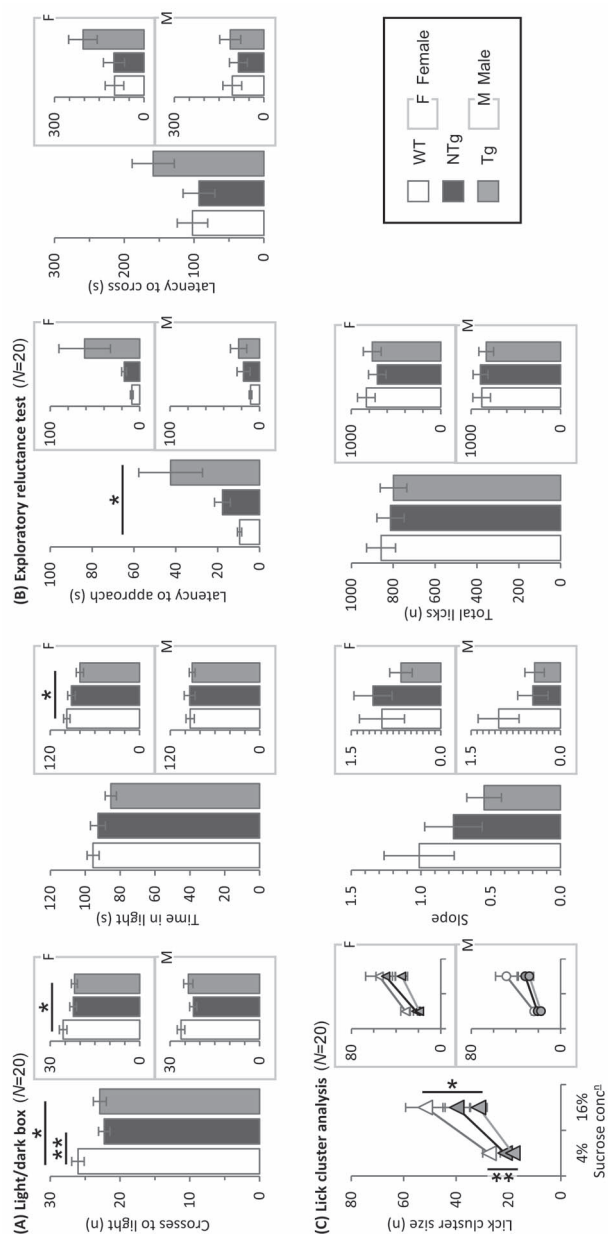 (A) Light/dark box (N=20)
Crosses to light (n)
30
20
10
0
*
**
F
30
0
*
M
30
0
Time in light (s)
120
100
80
60
40
20
0
F
120
0
*
M
120
0
(B) Exploratory reluctance test (N=20)
Latency to approach (s)
100
80
60
40
20
0
*
F
100
0
M
100
0
Latency to cross (s)
300
200
100
0
F
300
0
M
300
0
(C) Lick cluster analysis (N=20)
Lick cluster size (n)
80
60
40
20
0
**
*
4% 16%
Sucrose concⁿ
F
80
0
M
80
0
Slope
1.5
1.0
0.5
0.0
F
1.5
0.0
M
1.5
0.0
Total licks (n)
1000
800
600
400
200
0
F
1000
0
M
1000
0
WT F Female
NTg
Tg M Male